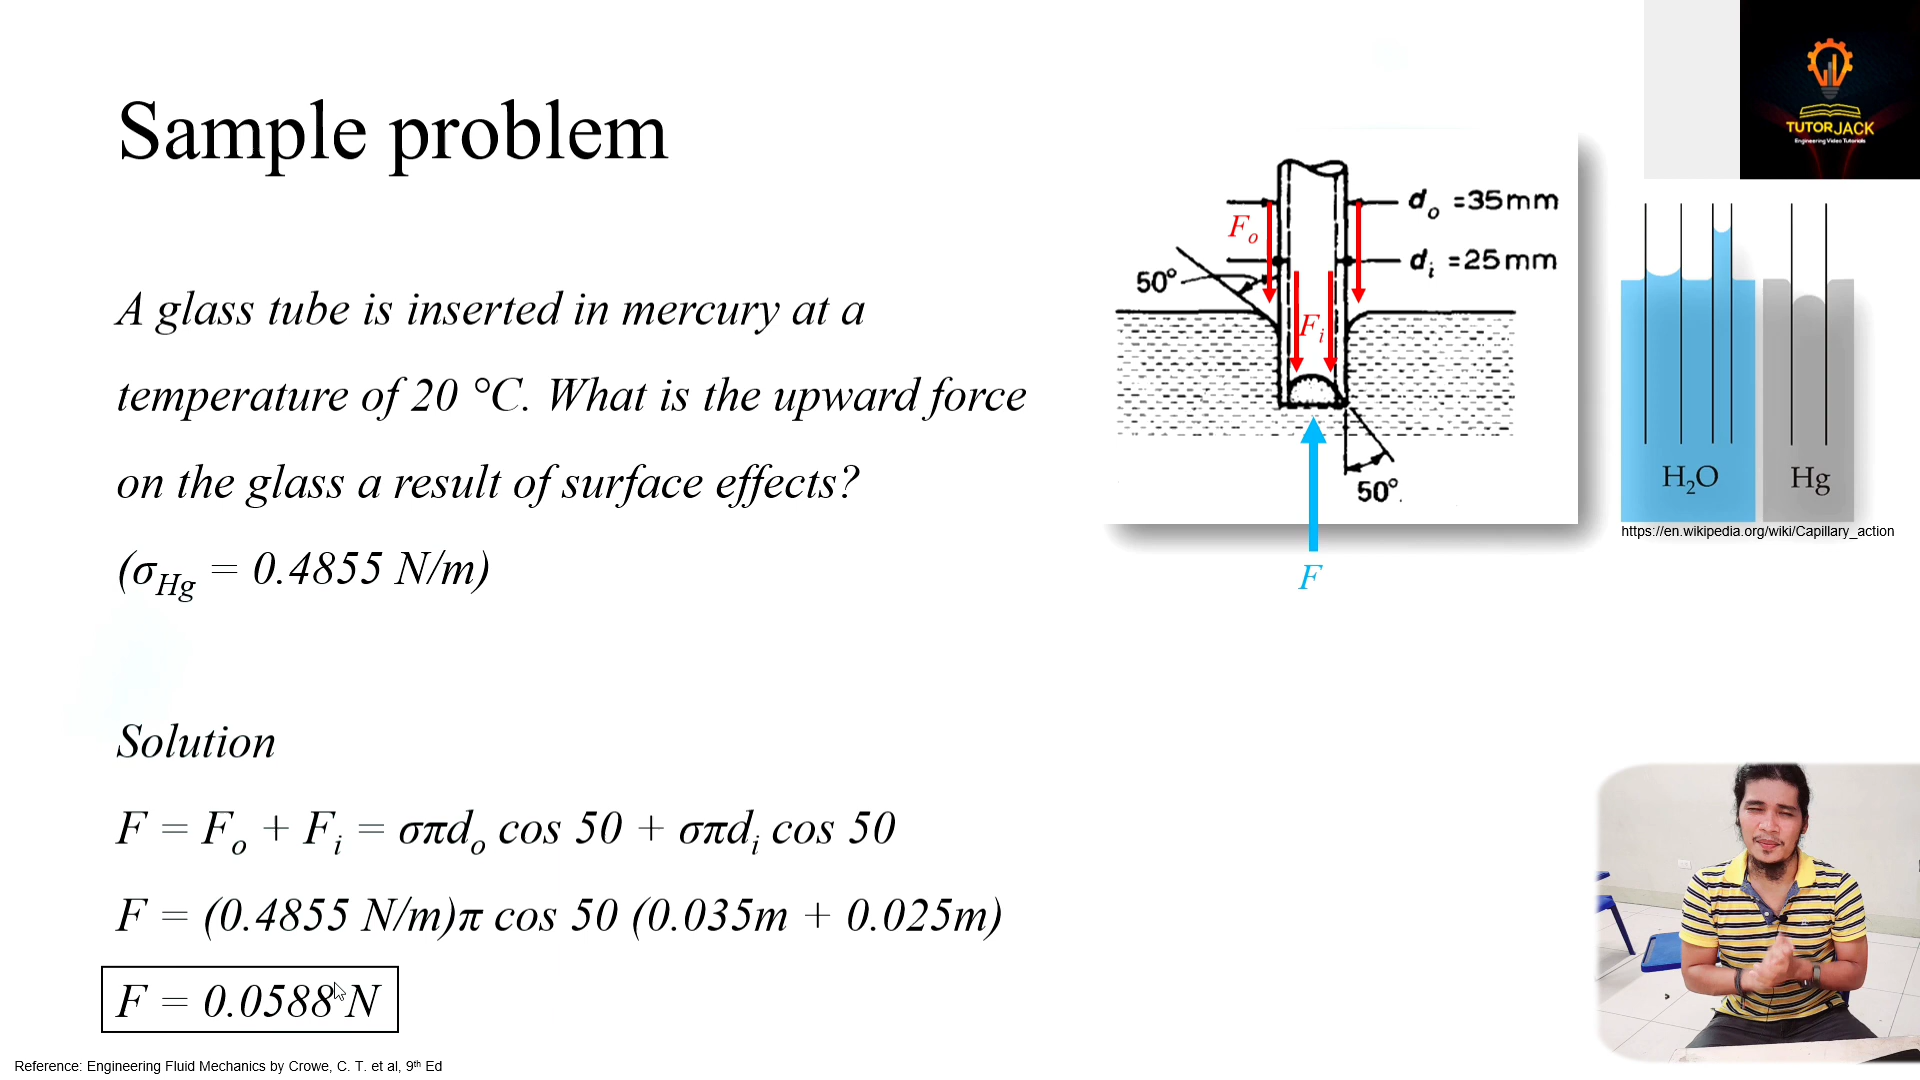 Sample problem
A glass tube is inserted in mercury at a
temperature of 20 °C. What is the upward force
on the glass a result of surface effects?
(σHg = 0.4855 N/m)
Solution
F = Fo + Fi = σπdo cos 50 + σπdi cos 50
F = (0.4855 N/m)π cos 50 (0.035m + 0.025m)
F = 0.0588 N
Reference: Engineering Fluid Mechanics by Crowe, C. T. et al, 9th Ed
do =35mm
Fo
di =25mm
50°
Fi
50°.
F
TUTORJACK
Engineering Video Tutorials
H2O
Hg
https://en.wikipedia.org/wiki/Capillary_action